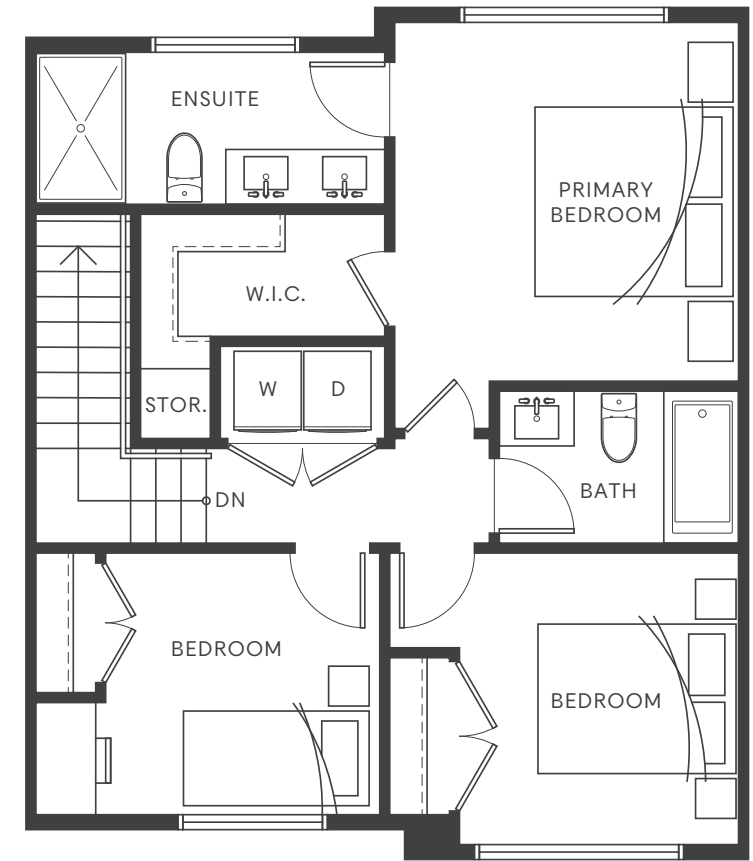 ENSUITE
PRIMARY
BEDROOM
W.I.C.
W
D
STOR.
BATH
DN
BEDROOM
BEDROOM